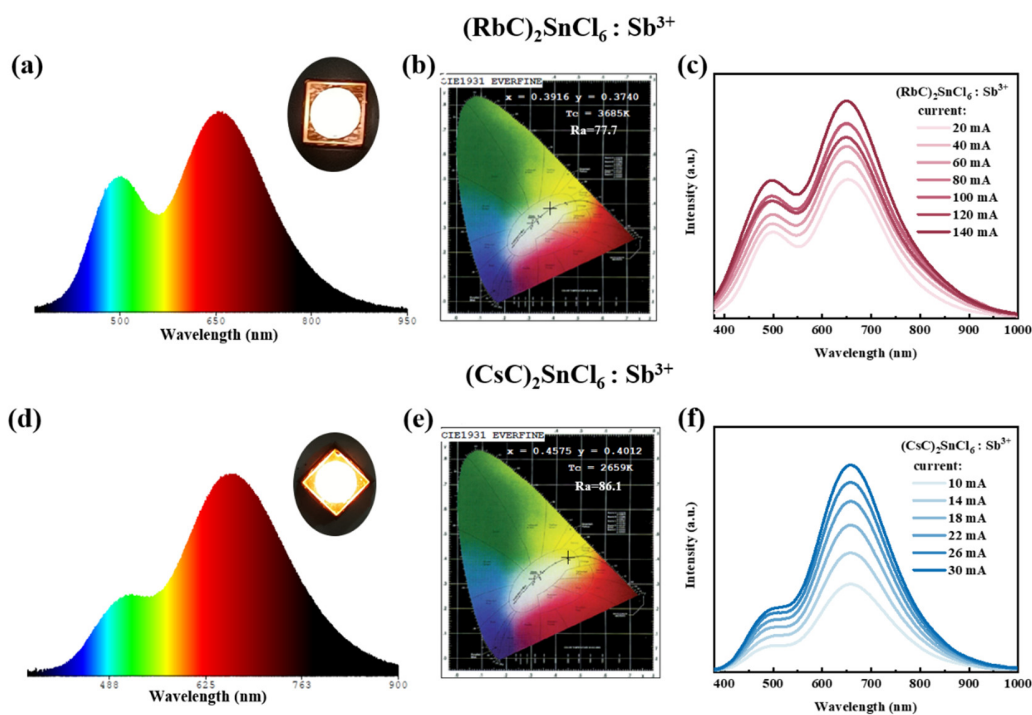 (RbC)₂SnCl₆ : Sb³⁺
(a)
500 650 800 950
Wavelength (nm)
(b)
CIE1931 EVERFINE
x = 0.3916 y = 0.3740
Tc = 3685K
Ra=77.7
(c)
Intensity (a.u.)
(RbC)₂SnCl₆ : Sb³⁺
current:
20 mA
40 mA
60 mA
80 mA
100 mA
120 mA
140 mA
400 500 600 700 800 900 1000
Wavelength (nm)
(CsC)₂SnCl₆ : Sb³⁺
(d)
488 625 763 900
Wavelength (nm)
(e)
CIE1931 EVERFINE
x = 0.4575 y = 0.4012
Tc = 2659K
Ra=86.1
(f)
Intensity (a.u.)
(CsC)₂SnCl₆ : Sb³⁺
current:
10 mA
14 mA
18 mA
22 mA
26 mA
30 mA
400 500 600 700 800 900 1000
Wavelength (nm)